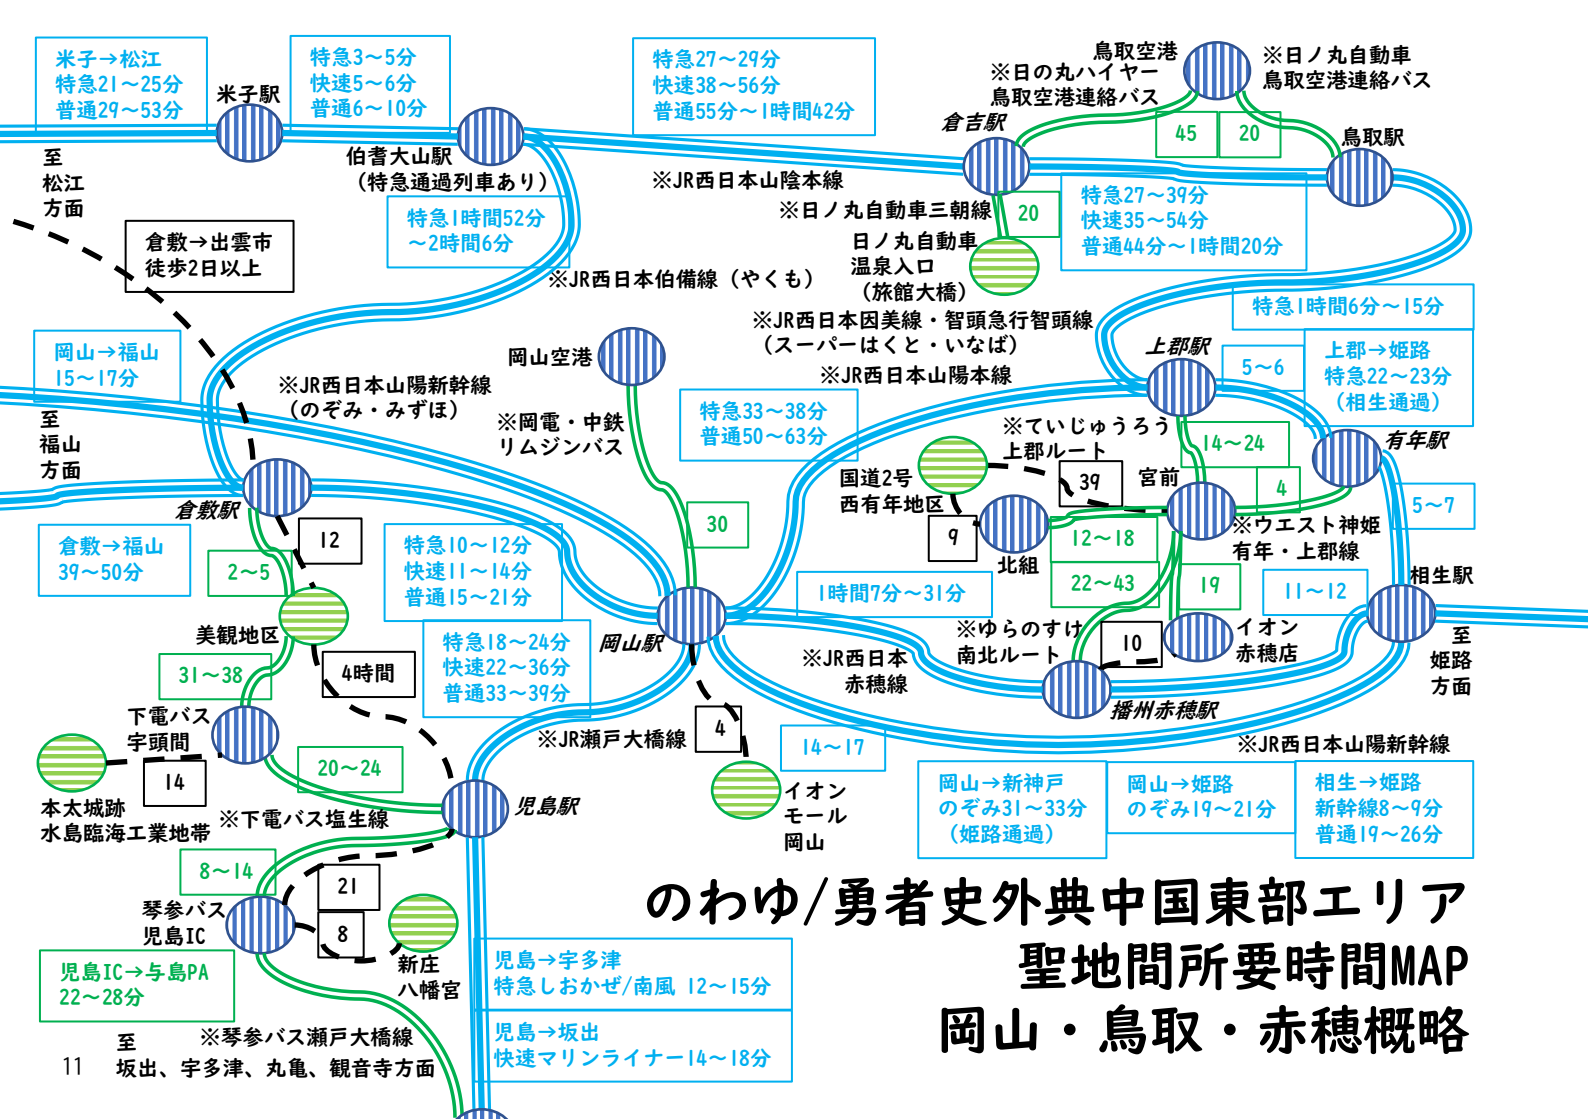 米子→松江
特急21～25分
普通29～53分
米子駅
特急3～5分
快速5～6分
普通6～10分
特急27～29分
快速38～56分
普通55分～1時間42分
鳥取空港
※日の丸ハイヤー
鳥取空港連絡バス
※日ノ丸自動車
鳥取空港連絡バス
倉吉駅
45
20
鳥取駅
至
松江
方面
伯耆大山駅
（特急通過列車あり）
※JR西日本山陰本線
特急1時間52分
～2時間6分
※日ノ丸自動車三朝線
20
特急27～39分
快速35～54分
普通44分～1時間20分
日ノ丸自動車
温泉入口
（旅館大橋）
倉敷→出雲市
徒歩2日以上
※JR西日本伯備線（やくも）
特急1時間6分～15分
※JR西日本因美線・智頭急行智頭線
（スーパーはくと・いなば）
※JR西日本山陽本線
上郡駅
5～6
上郡→姫路
特急22～23分
（相生通過）
岡山→福山
15～17分
岡山空港
※JR西日本山陽新幹線
（のぞみ・みずほ）
※岡電・中鉄
リムジンバス
特急33～38分
普通50～63分
至
福山
方面
※ていじゅうろう
上郡ルート
14～24
有年駅
国道2号
西有年地区
39
宮前
4
5～7
倉敷駅
12
30
9
北組
12～18
※ウエスト神姫
有年・上郡線
倉敷→福山
39～50分
2～5
特急10～12分
快速11～14分
普通15～21分
22～43
19
11～12
相生駅
1時間7分～31分
美観地区
特急18～24分
快速22～36分
普通33～39分
岡山駅
※ゆらのすけ
南北ルート
10
イオン
赤穂店
至
姫路
方面
31～38
4時間
※JR西日本
赤穂線
播州赤穂駅
下電バス
宇頭間
14
20～24
※JR瀬戸大橋線
4
14～17
※JR西日本山陽新幹線
本太城跡
水島臨海工業地帯
※下電バス塩生線
児島駅
イオン
モール
岡山
岡山→新神戸
のぞみ31～33分
（姫路通過）
岡山→姫路
のぞみ19～21分
相生→姫路
新幹線8～9分
普通19～26分
8～14
21
琴参バス
児島IC
8
新庄
八幡宮
のわゆ/勇者史外典中国東部エリア
聖地間所要時間MAP
岡山・鳥取・赤穂概略
児島IC→与島PA
22～28分
児島→宇多津
特急しおかぜ/南風 12～15分
児島→坂出
快速マリンライナー14～18分
※琴参バス瀬戸大橋線
至
坂出、宇多津、丸亀、観音寺方面
11